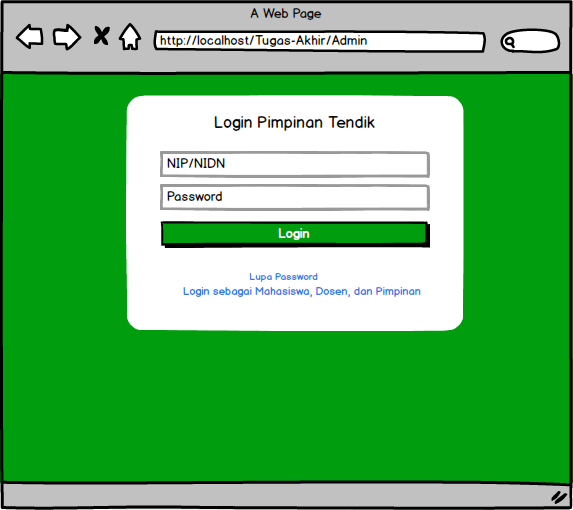 A Web Page
http://localhost/Tugas-Akhir/Admin
Login Pimpinan Tendik
NIP/NIDN
Password
Login
Lupa Password
Login sebagai Mahasiswa, Dosen, dan Pimpinan